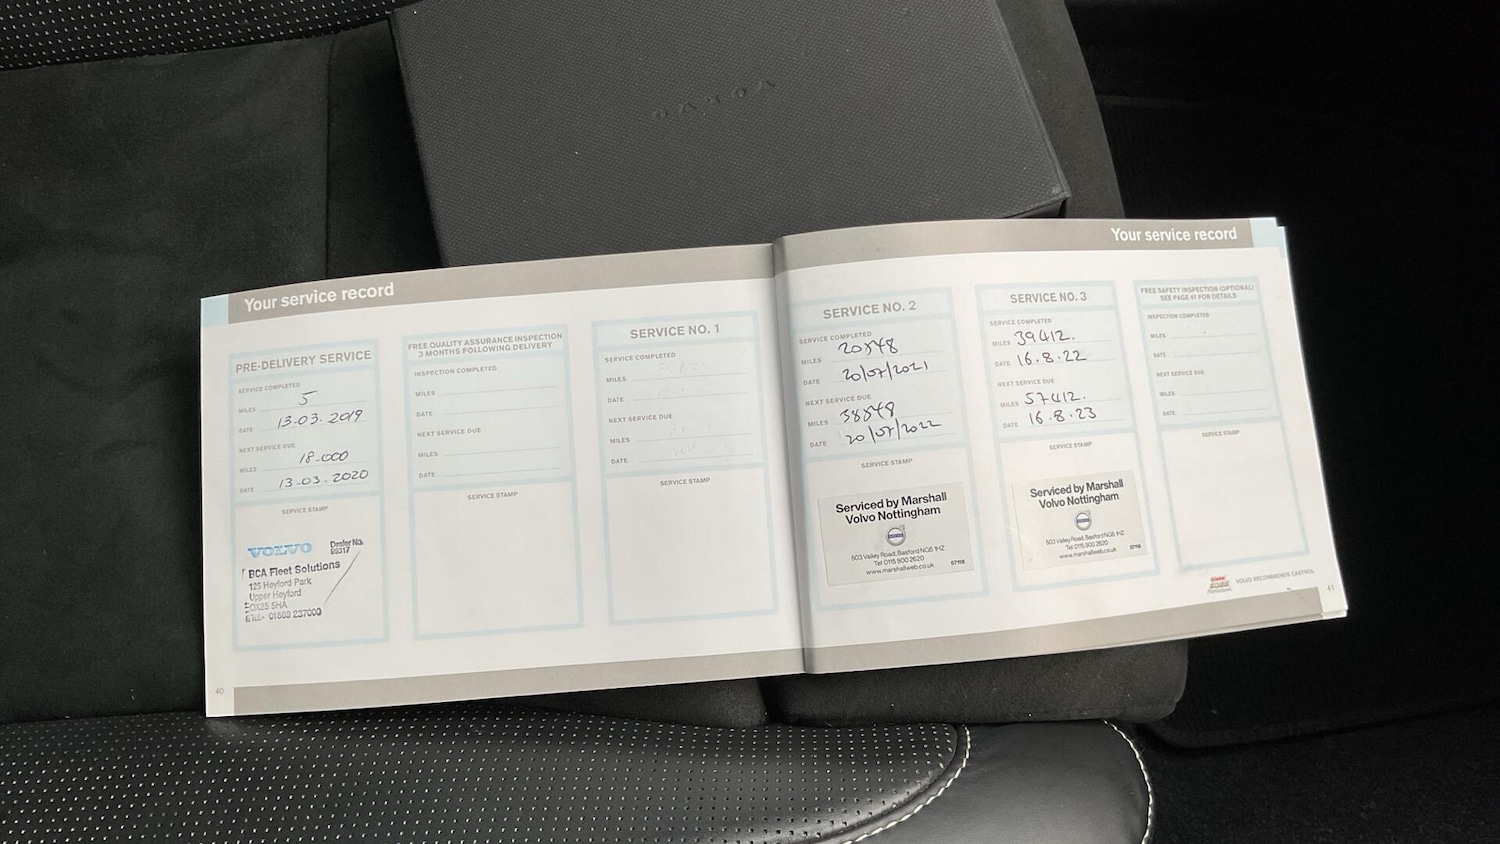 VOLVO
Your service record
PRE-DELIVERY SERVICE
SERVICE COMPLETED
MILES 5
DATE 13.03.2019
NEXT SERVICE DUE
MILES 18.000
DATE 13.03.2020
SERVICE STAMP
VOLVO Dealer No.
BCA Fleet Solutions
125 Heyford Park
Upper Heyford
OX25 5HA
TEL:- 01869 237000
FREE QUALITY ASSURANCE INSPECTION
3 MONTHS FOLLOWING DELIVERY
INSPECTION COMPLETED
MILES
DATE
NEXT SERVICE DUE
MILES
DATE
SERVICE STAMP
SERVICE NO. 1
SERVICE COMPLETED
MILES
DATE
NEXT SERVICE DUE
MILES
DATE
SERVICE STAMP
40
Your service record
SERVICE NO. 2
SERVICE COMPLETED
MILES
DATE 20/07/2021
NEXT SERVICE DUE
MILES
DATE 20/07/2022
SERVICE STAMP
Serviced by Marshall
Volvo Nottingham
503 Valley Road, Basford NG5 1HZ
Tel 0115 900 2620
www.marshallweb.co.uk
57118
SERVICE NO. 3
SERVICE COMPLETED
MILES 39412.
DATE 16.8.22
NEXT SERVICE DUE
MILES 57412.
DATE 16.8.23
SERVICE STAMP
Serviced by Marshall
Volvo Nottingham
503 Valley Road, Basford NG5 1HZ
Tel 0115 900 2620
www.marshallweb.co.uk
57118
FREE SAFETY INSPECTION (OPTIONAL)
SEE PAGE 41 FOR DETAILS
INSPECTION COMPLETED
MILES
DATE
NEXT SERVICE DUE
MILES
DATE
SERVICE STAMP
Castrol
VOLVO RECOMMENDS CASTROL
41